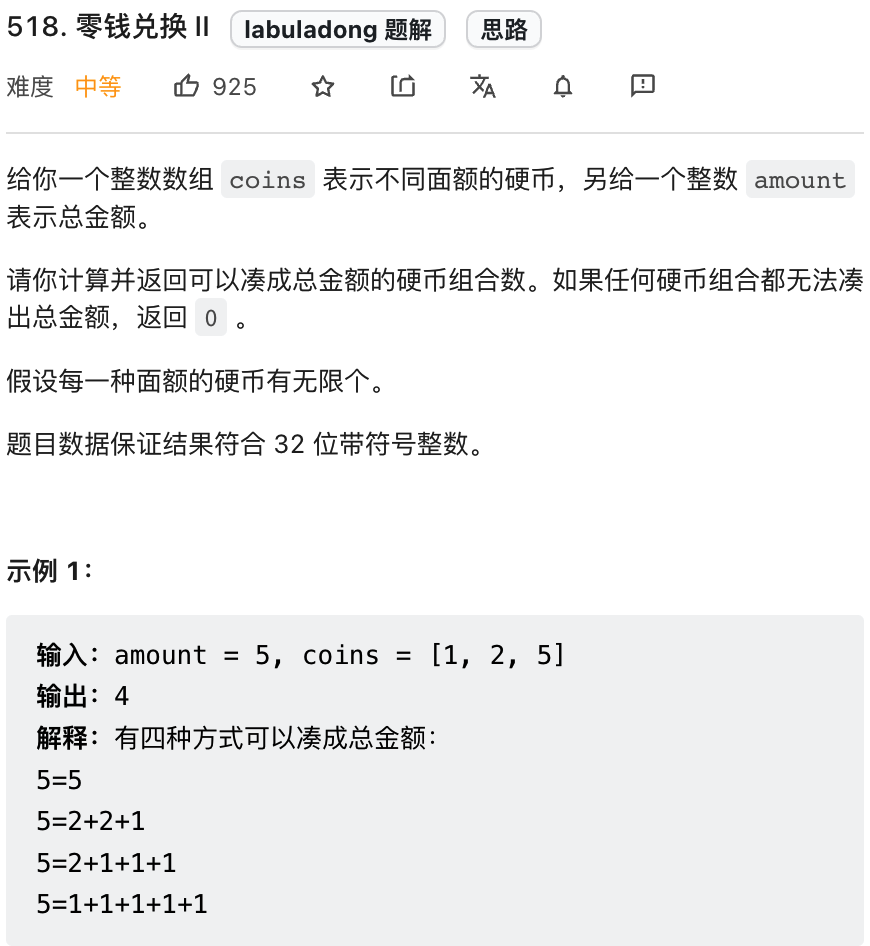 518. 零钱兑换 II labuladong 题解 思路
难度 中等 925
给你一个整数数组 coins 表示不同面额的硬币，另给一个整数 amount
表示总金额。
请你计算并返回可以凑成总金额的硬币组合数。如果任何硬币组合都无法凑
出总金额，返回 0 。
假设每一种面额的硬币有无限个。
题目数据保证结果符合 32 位带符号整数。
示例 1：
输入：amount = 5, coins = [1, 2, 5]
输出：4
解释：有四种方式可以凑成总金额：
5=5
5=2+2+1
5=2+1+1+1
5=1+1+1+1+1